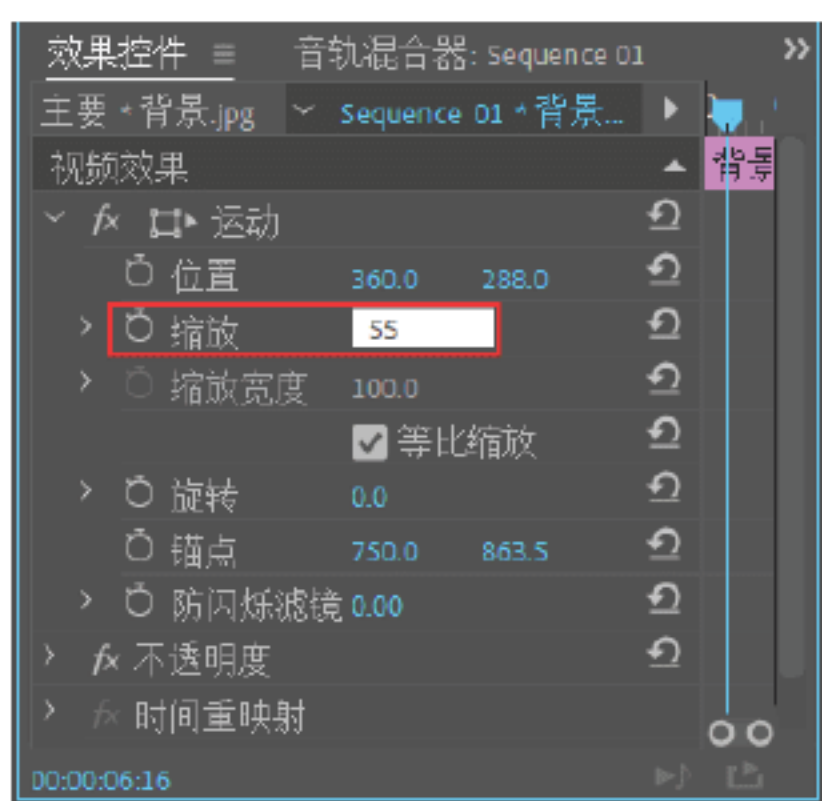 效果控件 音轨混合器: Sequence 01
主要 * 背景.jpg Sequence 01 * 背景...
视频效果 背景
fx 运动
位置 360.0 288.0
缩放 55
缩放宽度 100.0
等比缩放
旋转 0.0
锚点 750.0 863.5
防闪烁滤镜 0.00
fx 不透明度
fx 时间重映射
00:00:06:16